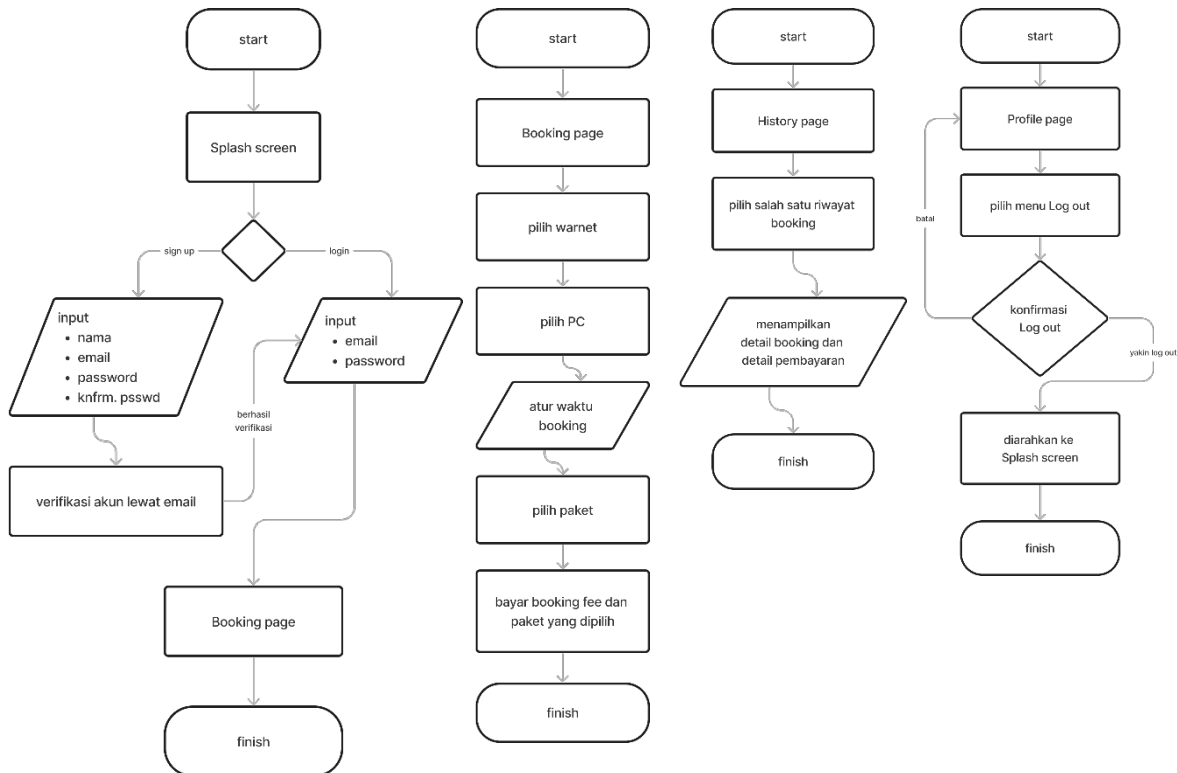 start
Splash screen
sign up
login
input
• nama
• email
• password
• knfrm. psswd
input
• email
• password
berhasil
verifikasi
verifikasi akun lewat email
Booking page
finish
start
Booking page
pilih warnet
pilih PC
atur waktu
booking
pilih paket
bayar booking fee dan
paket yang dipilih
finish
start
History page
pilih salah satu riwayat
booking
menampilkan
detail booking dan
detail pembayaran
finish
start
Profile page
pilih menu Log out
batal
konfirmasi
Log out
yakin log out
diarahkan ke
Splash screen
finish